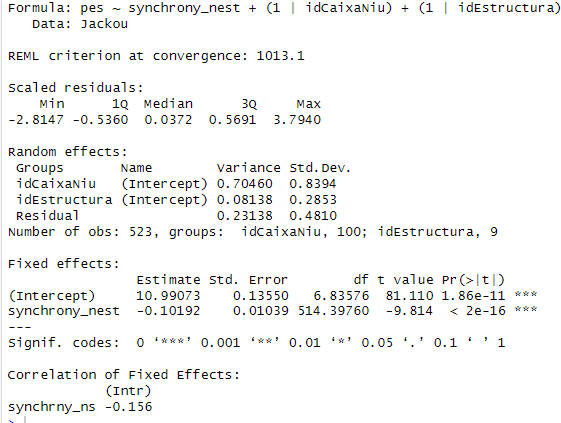 Formula: pes ~ synchrony_nest + (1 | idCaixaNiu) + (1 | idEstructura)
   Data: Jackou

REML criterion at convergence: 1013.1

Scaled residuals:
    Min      1Q  Median      3Q     Max
-2.8147 -0.5360  0.0372  0.5691  3.7940

Random effects:
 Groups       Name        Variance Std.Dev.
 idCaixaNiu   (Intercept) 0.70460  0.8394
 idEstructura (Intercept) 0.08138  0.2853
 Residual                 0.23138  0.4810
Number of obs: 523, groups:  idCaixaNiu, 100; idEstructura, 9

Fixed effects:
                Estimate Std. Error        df t value Pr(>|t|)
(Intercept)     10.99073    0.13550   6.83576  81.110 1.86e-11 ***
synchrony_nest  -0.10192    0.01039 514.39760  -9.814  < 2e-16 ***
---
Signif. codes:  0 ‘***’ 0.001 ‘**’ 0.01 ‘*’ 0.05 ‘.’ 0.1 ‘ ’ 1

Correlation of Fixed Effects:
            (Intr)
synchrny_ns -0.156
>